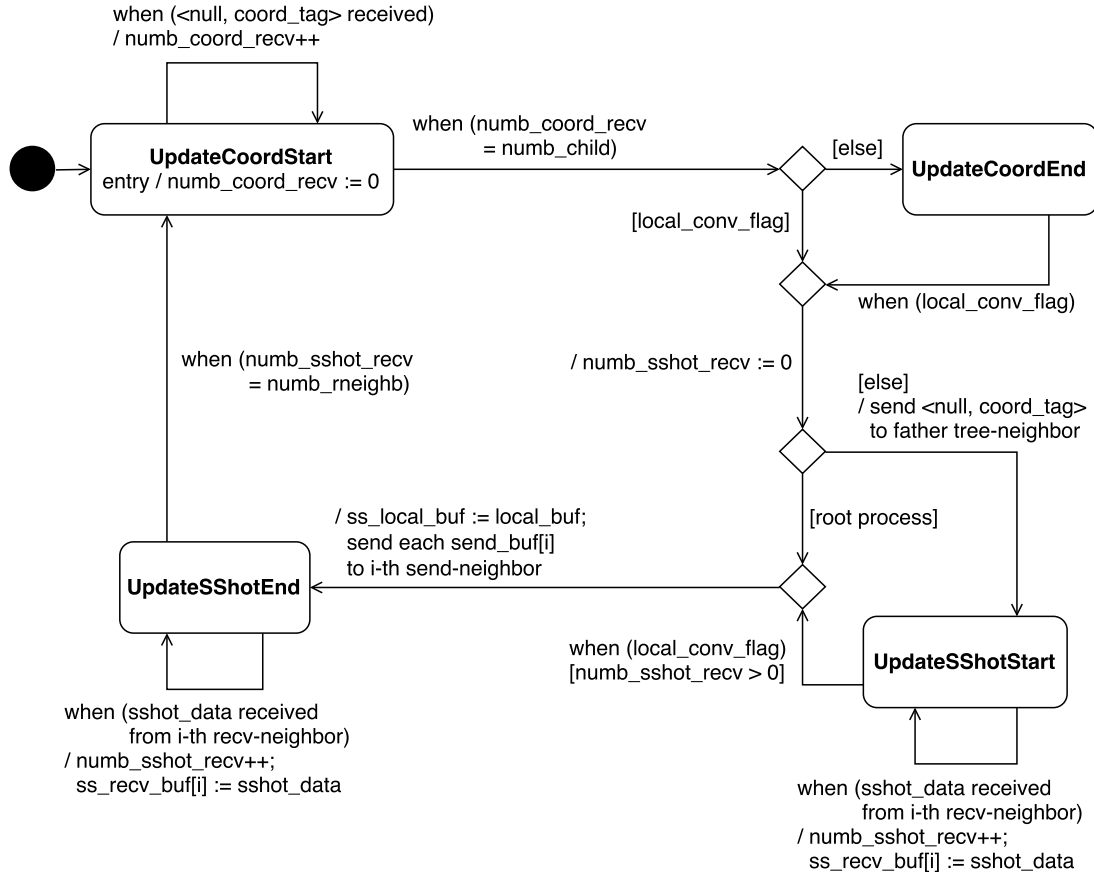 when (<null, coord_tag> received)
/ numb_coord_recv++
UpdateCoordStart
entry / numb_coord_recv := 0
when (numb_coord_recv
= numb_child)
[else]
UpdateCoordEnd
[local_conv_flag]
when (local_conv_flag)
/ numb_sshot_recv := 0
when (numb_sshot_recv
= numb_rneighb)
[else]
/ send <null, coord_tag>
to father tree-neighbor
[root process]
/ ss_local_buf := local_buf;
send each send_buf[i]
to i-th send-neighbor
UpdateSShotEnd
when (local_conv_flag)
[numb_sshot_recv > 0]
UpdateSShotStart
when (sshot_data received
from i-th recv-neighbor)
/ numb_sshot_recv++;
ss_recv_buf[i] := sshot_data
when (sshot_data received
from i-th recv-neighbor)
/ numb_sshot_recv++;
ss_recv_buf[i] := sshot_data